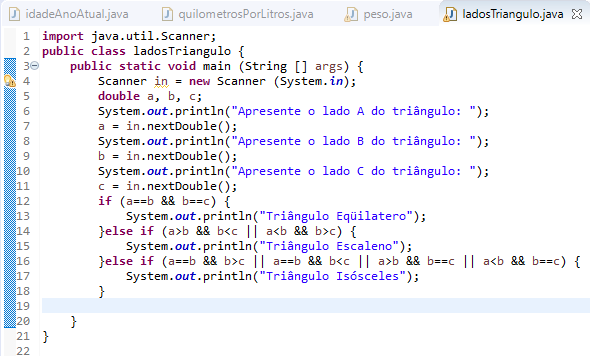 idadeAnoAtual.java quilometrosPorLitros.java peso.java ladosTriangulo.java
1 import java.util.Scanner;
2 public class ladosTriangulo {
3 public static void main (String [] args) {
4 Scanner in = new Scanner (System.in);
5 double a, b, c;
6 System.out.println("Apresente o lado A do triângulo: ");
7 a = in.nextDouble();
8 System.out.println("Apresente o lado B do triângulo: ");
9 b = in.nextDouble();
10 System.out.println("Apresente o lado C do triângulo: ");
11 c = in.nextDouble();
12 if (a==b && b==c) {
13 System.out.println("Triângulo Eqüilatero");
14 }else if (a>b && b<c || a<b && b>c) {
15 System.out.println("Triângulo Escaleno");
16 }else if (a==b && b>c || a==b && b<c || a>b && b==c || a<b && b==c) {
17 System.out.println("Triângulo Isósceles");
18 }
19
20 }
21 }
22